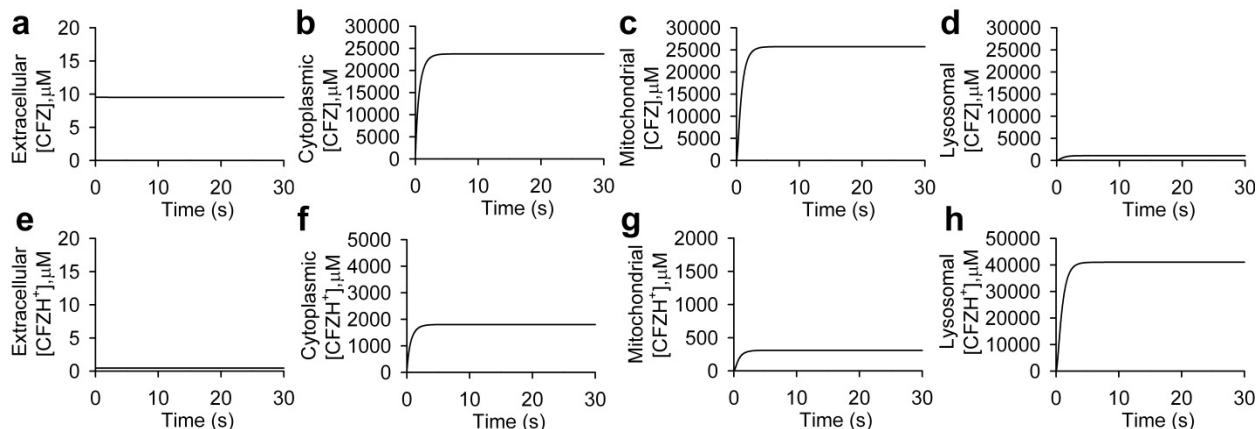 a
Extracellular
[CFZ],μM
20
15
10
5
0
0 10 20 30
Time (s)
b
Cytoplasmic
[CFZ],μM
30000
25000
20000
15000
10000
5000
0
0 10 20 30
Time (s)
c
Mitochondrial
[CFZ],μM
30000
25000
20000
15000
10000
5000
0
0 10 20 30
Time (s)
d
Lysosomal
[CFZ],μM
30000
25000
20000
15000
10000
5000
0
0 10 20 30
Time (s)
e
Extracellular
[CFZH⁺],μM
20
15
10
5
0
0 10 20 30
Time (s)
f
Cytoplasmic
[CFZH⁺],μM
5000
4000
3000
2000
1000
0
0 10 20 30
Time (s)
g
Mitochondrial
[CFZH⁺],μM
2000
1500
1000
500
0
0 10 20 30
Time (s)
h
Lysosomal
[CFZH⁺],μM
50000
40000
30000
20000
10000
0
0 10 20 30
Time (s)